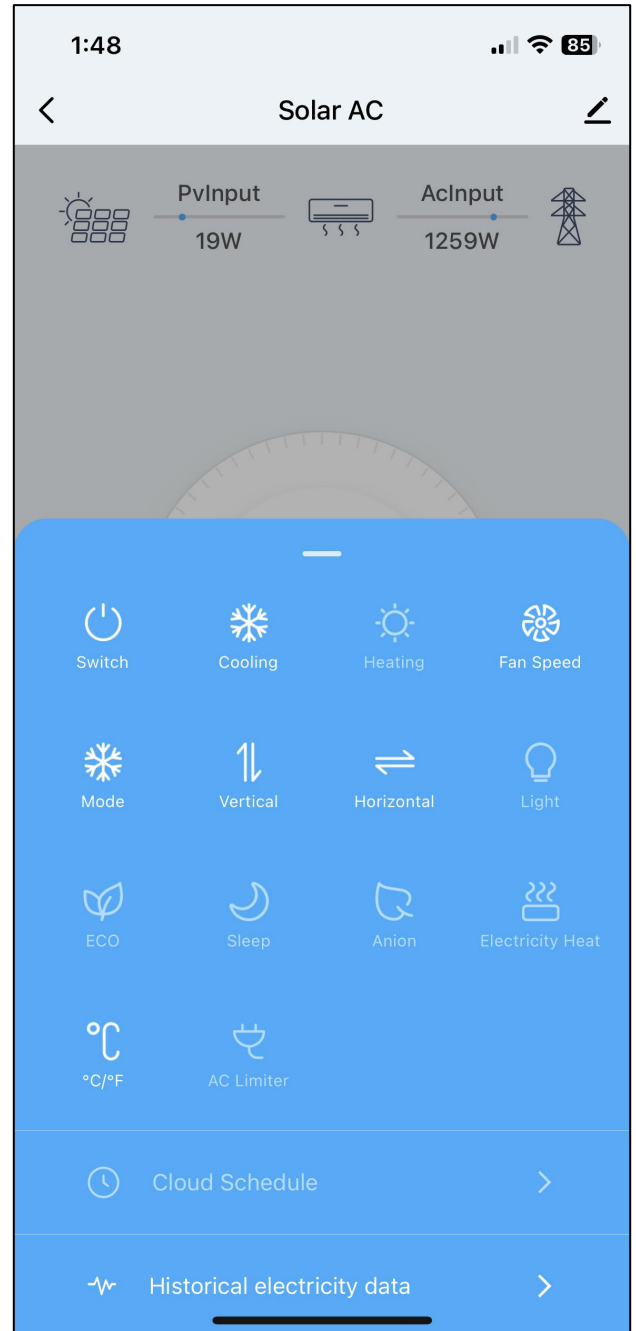 1:48
85
Solar AC
PvInput
AcInput
19W
1259W
Switch
Cooling
Heating
Fan Speed
Mode
Vertical
Horizontal
Light
ECO
Sleep
Anion
Electricity Heat
°C
°C/°F
AC Limiter
Cloud Schedule
Historical electricity data